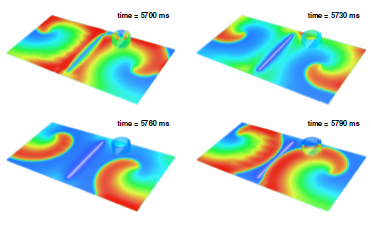 time = 5700 ms
time = 5730 ms
time = 5760 ms
time = 5790 ms